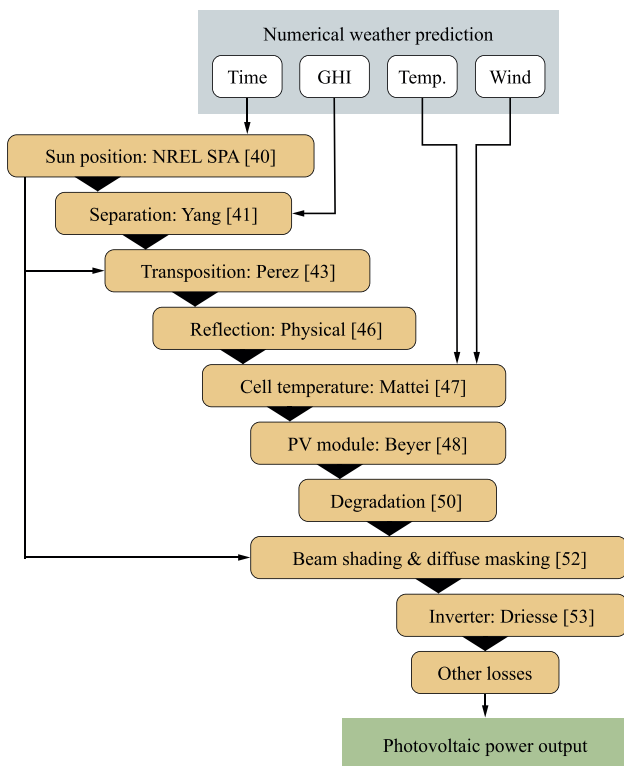 Numerical weather prediction
Time
GHI
Temp.
Wind
Sun position: NREL SPA [40]
Separation: Yang [41]
Transposition: Perez [43]
Reflection: Physical [46]
Cell temperature: Mattei [47]
PV module: Beyer [48]
Degradation [50]
Beam shading & diffuse masking [52]
Inverter: Driesse [53]
Other losses
Photovoltaic power output